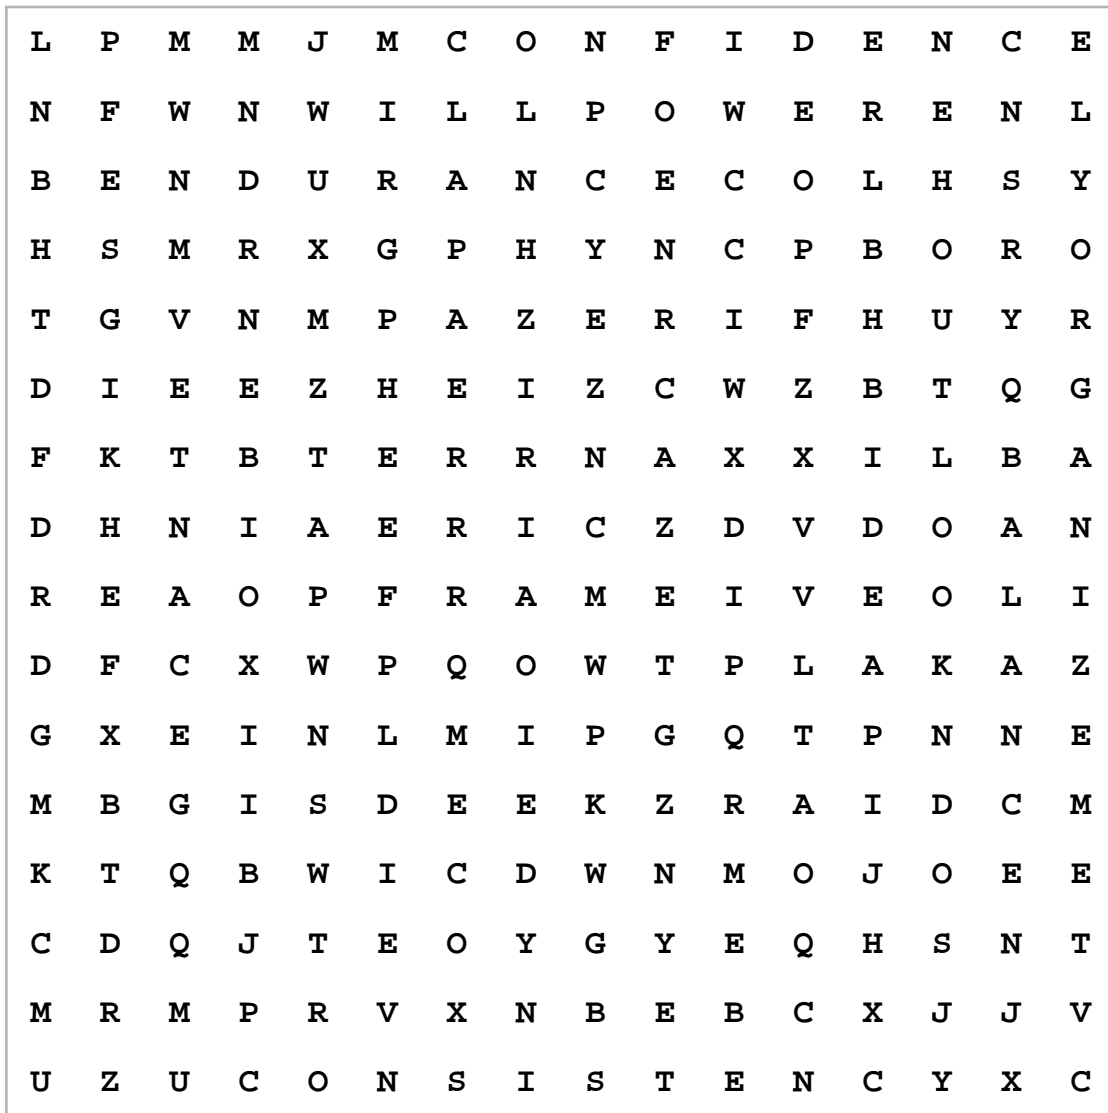 L P M M J M C O N F I D E N C E
N F W N W I L L P O W E R E N L
B E N D U R A N C E C O L H S Y
H S M R X G P H Y N C P B O R O
T G V N M P A Z E R I F H U Y R
D I E E Z H E I Z C W Z B T Q G
F K T B T E R R N A X X I L B A
D H N I A E R I C Z D V D O A N
R E A O P F R A M E I V E O L I
D F C X W P Q O W T P L A K A Z
G X E I N L M I P G Q T P N N E
M B G I S D E E K Z R A I D C M
K T Q B W I C D W N M O J O E E
C D Q J T E O Y G Y E Q H S N T
M R M P R V X N B E B C X J J V
U Z U C O N S I S T E N C Y X C